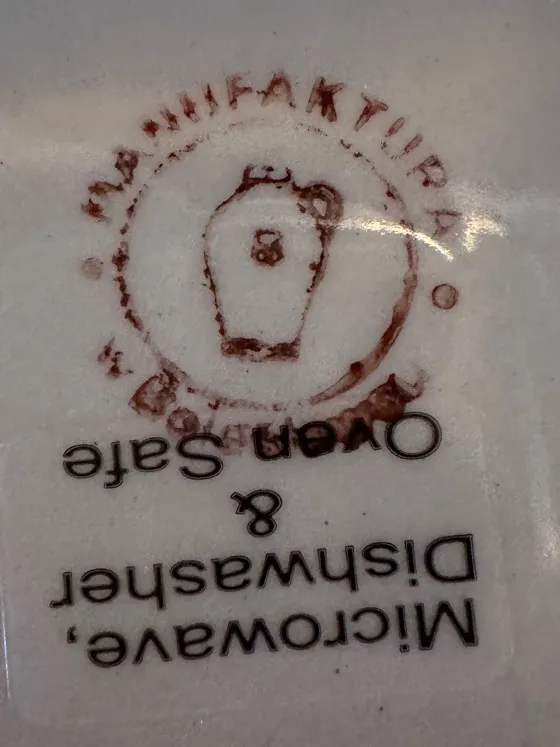 MANUFAKTURA
Microwave,
Dishwasher
&
Oven Safe